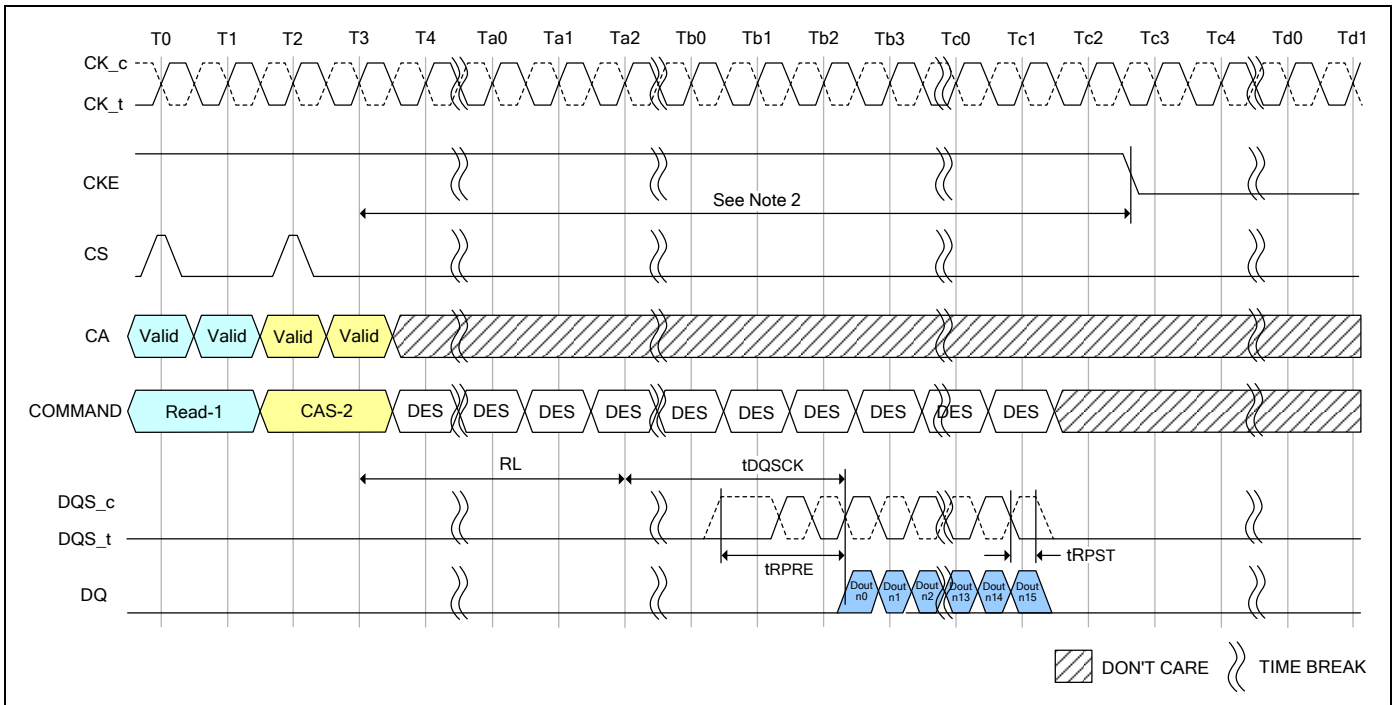 T0 T1 T2 T3 T4 Ta0 Ta1 Ta2 Tb0 Tb1 Tb2 Tb3 Tc0 Tc1 Tc2 Tc3 Tc4 Td0 Td1
CK_c
CK_t
CKE
See Note 2
CS
CA Valid Valid Valid Valid
COMMAND Read-1 CAS-2 DES DES DES DES DES DES DES DES DES DES
RL tDQSCK
DQS_c
DQS_t
tRPRE tRPST
DQ
Dout n0 Dout n1 Dout n2 Dout n13 Dout n14 Dout n15
DON'T CARE TIME BREAK